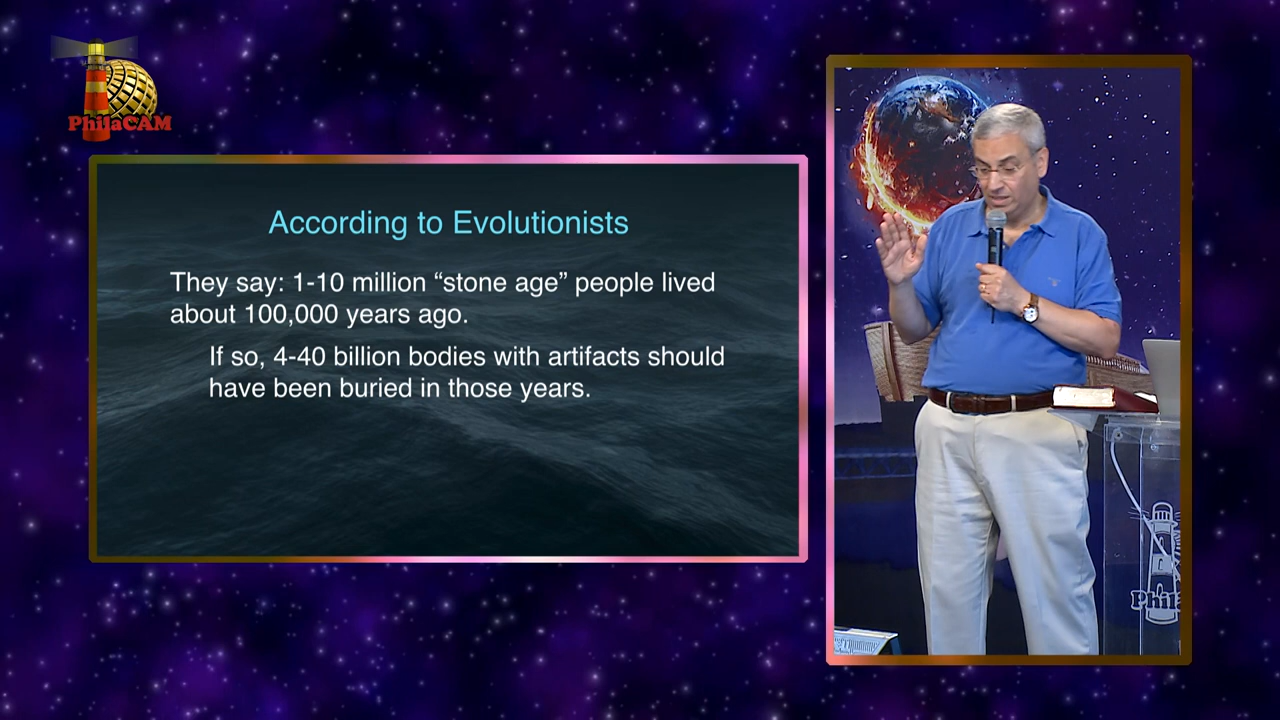 PhilaCAM
According to Evolutionists
They say: 1-10 million “stone age” people lived
about 100,000 years ago.
If so, 4-40 billion bodies with artifacts should
have been buried in those years.
Phil